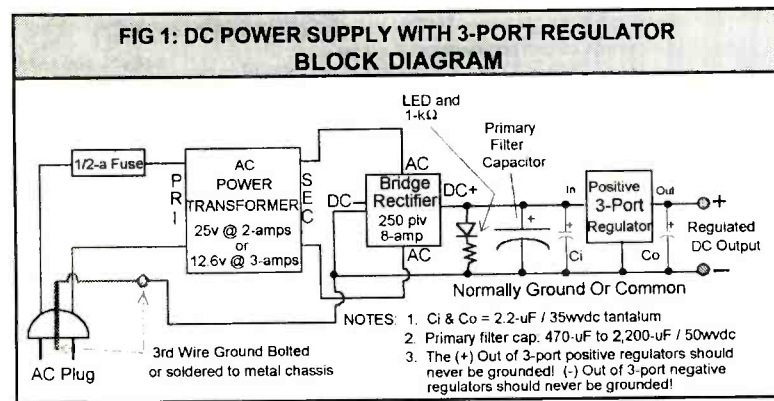 FIG 1: DC POWER SUPPLY WITH 3-PORT REGULATOR
BLOCK DIAGRAM
LED and
1-kΩ
Primary
Filter
Capacitor
1/2-a Fuse
PRI
AC
POWER
TRANSFORMER
25v @ 2-amps
or
12.6v @ 3-amps
SEC
AC
DC-
Bridge
Rectifier
250 piv
8-amp
DC+
AC
+
In
Positive
3-Port
Regulator
Out
+
Ci
+
Co
+
Regulated
DC Output
−
Normally Ground Or Common
AC Plug
3rd Wire Ground Bolted
or soldered to metal chassis
NOTES: 1. Ci & Co = 2.2-uF / 35wvdc tantalum
2. Primary filter cap: 470-uF to 2,200-uF / 50wvdc
3. The (+) Out of 3-port positive regulators should
never be grounded! (-) Out of 3-port negative
regulators should never be grounded!